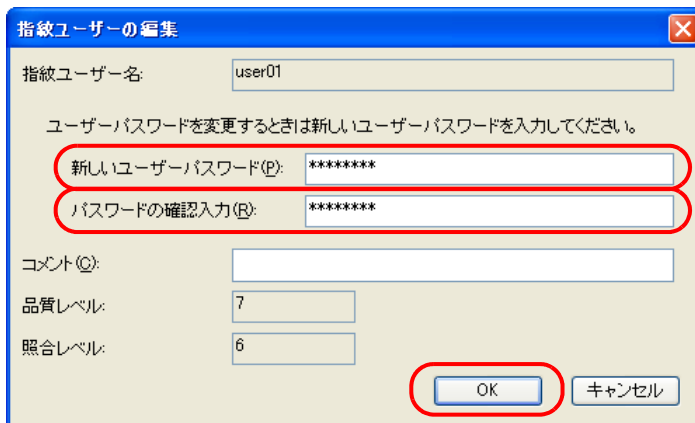 指紋ユーザーの編集
指紋ユーザー名: user01
ユーザーパスワードを変更するときは新しいユーザーパスワードを入力してください。
新しいユーザーパスワード(P): ********
パスワードの確認入力(R): ********
コメント(C):
品質レベル: 7
照合レベル: 6
OK キャンセル